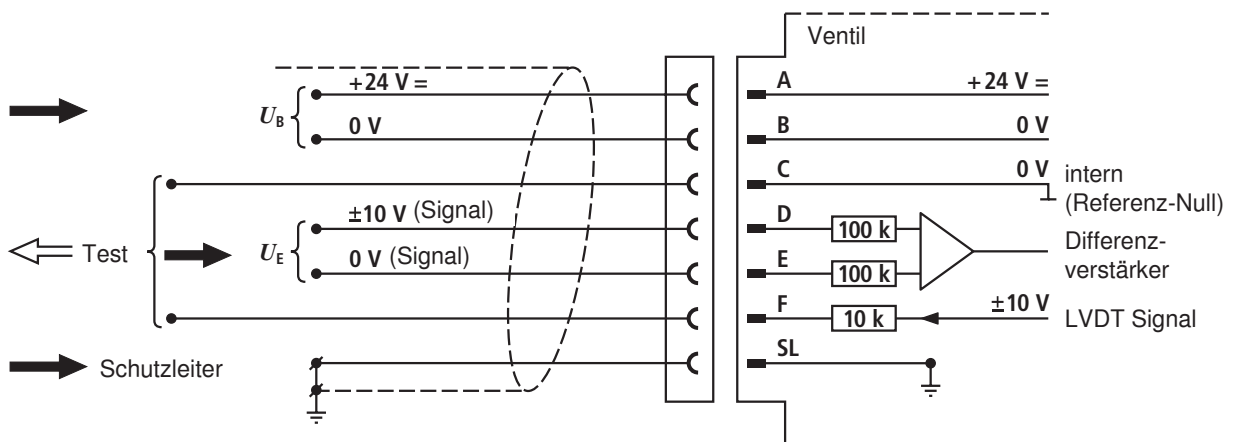 Ventil
+24 V =
A
+24 V =
U_B
0 V
B
0 V
C
0 V
intern
(Referenz-Null)
±10 V (Signal)
D
100 k
Test
U_E
0 V (Signal)
E
100 k
Differenz-
verstärker
F
10 k
±10 V
LVDT Signal
Schutzleiter
SL